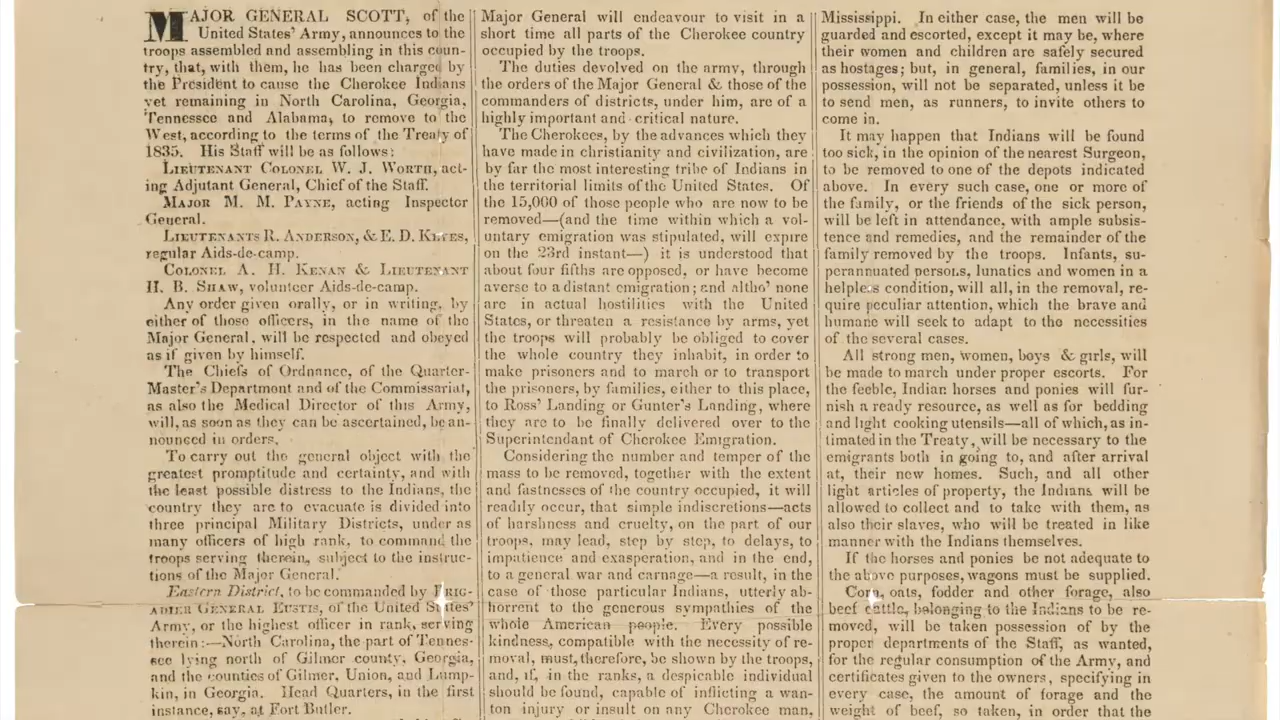 MAJOR GENERAL SCOTT, of the
United States' Army, announces to the
troops assembled and assembling in this coun-
try, that, with them, he has been charged by
the President to cause the Cherokee Indians
yet remaining in North Carolina, Georgia,
Tennessee and Alabama, to remove to the
West, according to the terms of the Treaty of
1835. His Staff will be as follows:
LIEUTENANT COLONEL W. J. WORTH, act-
ing Adjutant General, Chief of the Staff.
MAJOR M. M. PAYNE, acting Inspector
General.
LIEUTENANTS R. ANDERSON, & E. D. KEYES,
regular Aids-de-camp.
COLONEL A. H. KENAN & LIEUTENANT
H. B. SHAW, volunteer Aids-de-camp.
Any order given orally, or in writing, by
either of those officers, in the name of the
Major General, will be respected and obeyed
as if given by himself.
The Chiefs of Ordnance, of the Quarter-
Master's Department and of the Commissariat,
as also the Medical Director of this Army,
will, as soon as they can be ascertained, be an-
nounced in orders.
To carry out the general object with the
greatest promptitude and certainty, and with
the least possible distress to the Indians, the
country they are to evacuate is divided into
three principal Military Districts, under as
many officers of high rank, to command the
troops serving therein, subject to the instruc-
tions of the Major General.
Eastern District, to be commanded by BRIG-
ADIER GENERAL EUSTIS, of the United States'
Army, or the highest officer in rank, serving
therein:—North Carolina, the part of Tennes-
see lying north of Gilmer county, Georgia,
and the counties of Gilmer, Union, and Lump-
kin, in Georgia. Head Quarters, in the first
instance, say, at Fort Butler.
Major General will endeavour to visit in a
short time all parts of the Cherokee country
occupied by the troops.
The duties devolved on the army, through
the orders of the Major General & those of the
commanders of districts, under him, are of a
highly important and critical nature.
The Cherokees, by the advances which they
have made in christianity and civilization, are
by far the most interesting tribe of Indians in
the territorial limits of the United States. Of
the 15,000 of those people who are now to be
removed—(and the time within which a vol-
untary emigration was stipulated, will expire
on the 23rd instant—) it is understood that
about four fifths are opposed, or have become
averse to a distant emigration; and altho' none
are in actual hostilities with the United
States, or threaten a resistance by arms, yet
the troops will probably be obliged to cover
the whole country they inhabit, in order to
make prisoners and to march or to transport
the prisoners, by families, either to this place,
to Ross' Landing or Gunter's Landing, where
they are to be finally delivered over to the
Superintendant of Cherokee Emigration.
Considering the number and temper of the
mass to be removed, together with the extent
and fastnesses of the country occupied, it will
readily occur, that simple indiscretions—acts
of harshness and cruelty, on the part of our
troops, may lead, step by step, to delays, to
impatience and exasperation, and in the end,
to a general war and carnage—a result, in the
case of those particular Indians, utterly ab-
horrent to the generous sympathies of the
whole American people. Every possible
kindness, compatible with the necessity of re-
moval, must, therefore, be shown by the troops,
and, if, in the ranks, a despicable individual
should be found, capable of inflicting a wan-
ton injury or insult on any Cherokee man,
Mississippi. In either case, the men will be
guarded and escorted, except it may be, where
their women and children are safely secured
as hostages; but, in general, families, in our
possession, will not be separated, unless it be
to send men, as runners, to invite others to
come in.
It may happen that Indians will be found
too sick, in the opinion of the nearest Surgeon,
to be removed to one of the depots indicated
above. In every such case, one or more of
the family, or the friends of the sick person,
will be left in attendance, with ample subsis-
tence and remedies, and the remainder of the
family removed by the troops. Infants, su-
perannuated persons, lunatics and women in a
helpless condition, will all, in the removal, re-
quire peculiar attention, which the brave and
humane will seek to adapt to the necessities
of the several cases.
All strong men, women, boys & girls, will
be made to march under proper escorts. For
the feeble, Indian horses and ponies will fur-
nish a ready resource, as well as for bedding
and light cooking utensils—all of which, as in-
timated in the Treaty, will be necessary to the
emigrants both in going to, and after arrival
at, their new homes. Such, and all other
light articles of property, the Indians will be
allowed to collect and to take with them, as
also their slaves, who will be treated in like
manner with the Indians themselves.
If the horses and ponies be not adequate to
the above purposes, wagons must be supplied.
Corn, oats, fodder and other forage, also
beef cattle, belonging to the Indians to be re-
moved, will be taken possession of by the
proper departments of the Staff, as wanted,
for the regular consumption of the Army, and
certificates given to the owners, specifying in
every case, the amount of forage and the
weight of beef, so taken, in order that the